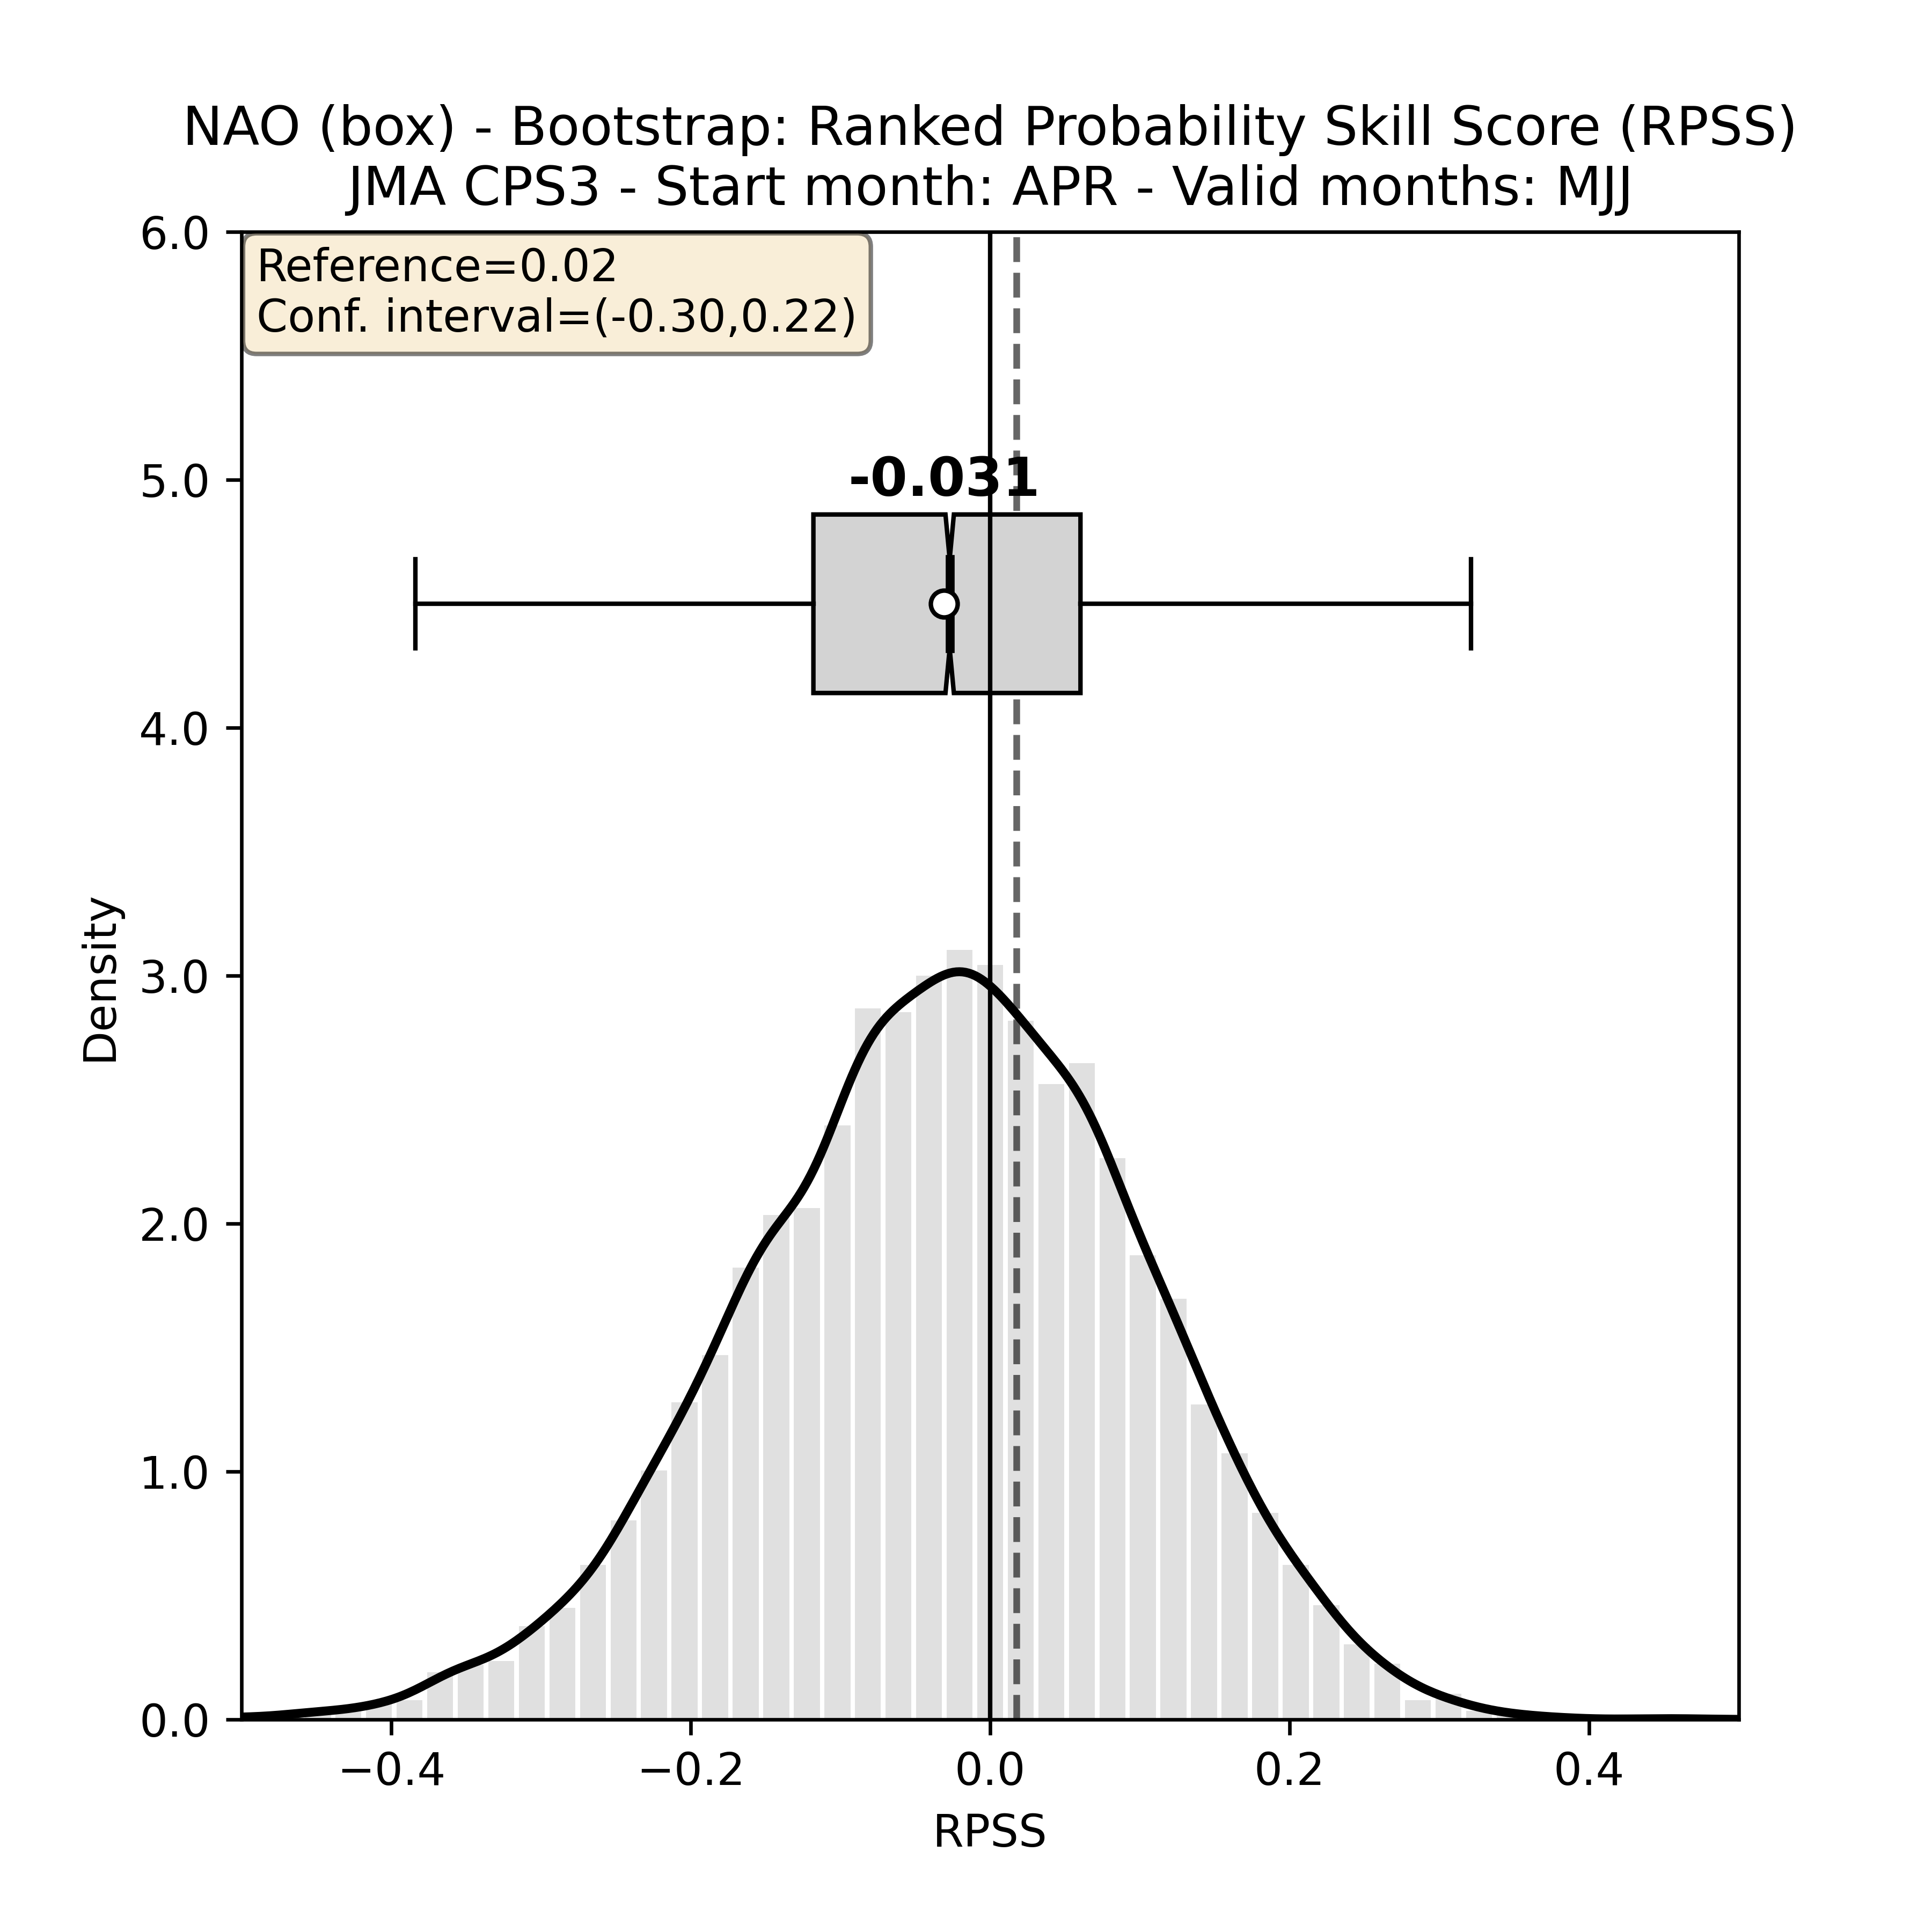 NAO (box) - Bootstrap: Ranked Probability Skill Score (RPSS)
JMA CPS3 - Start month: APR - Valid months: MJJ
Reference=0.02
Conf. interval=(-0.30,0.22)
-0.031
6.0
5.0
4.0
3.0
2.0
1.0
0.0
Density
−0.4 −0.2 0.0 0.2 0.4
RPSS